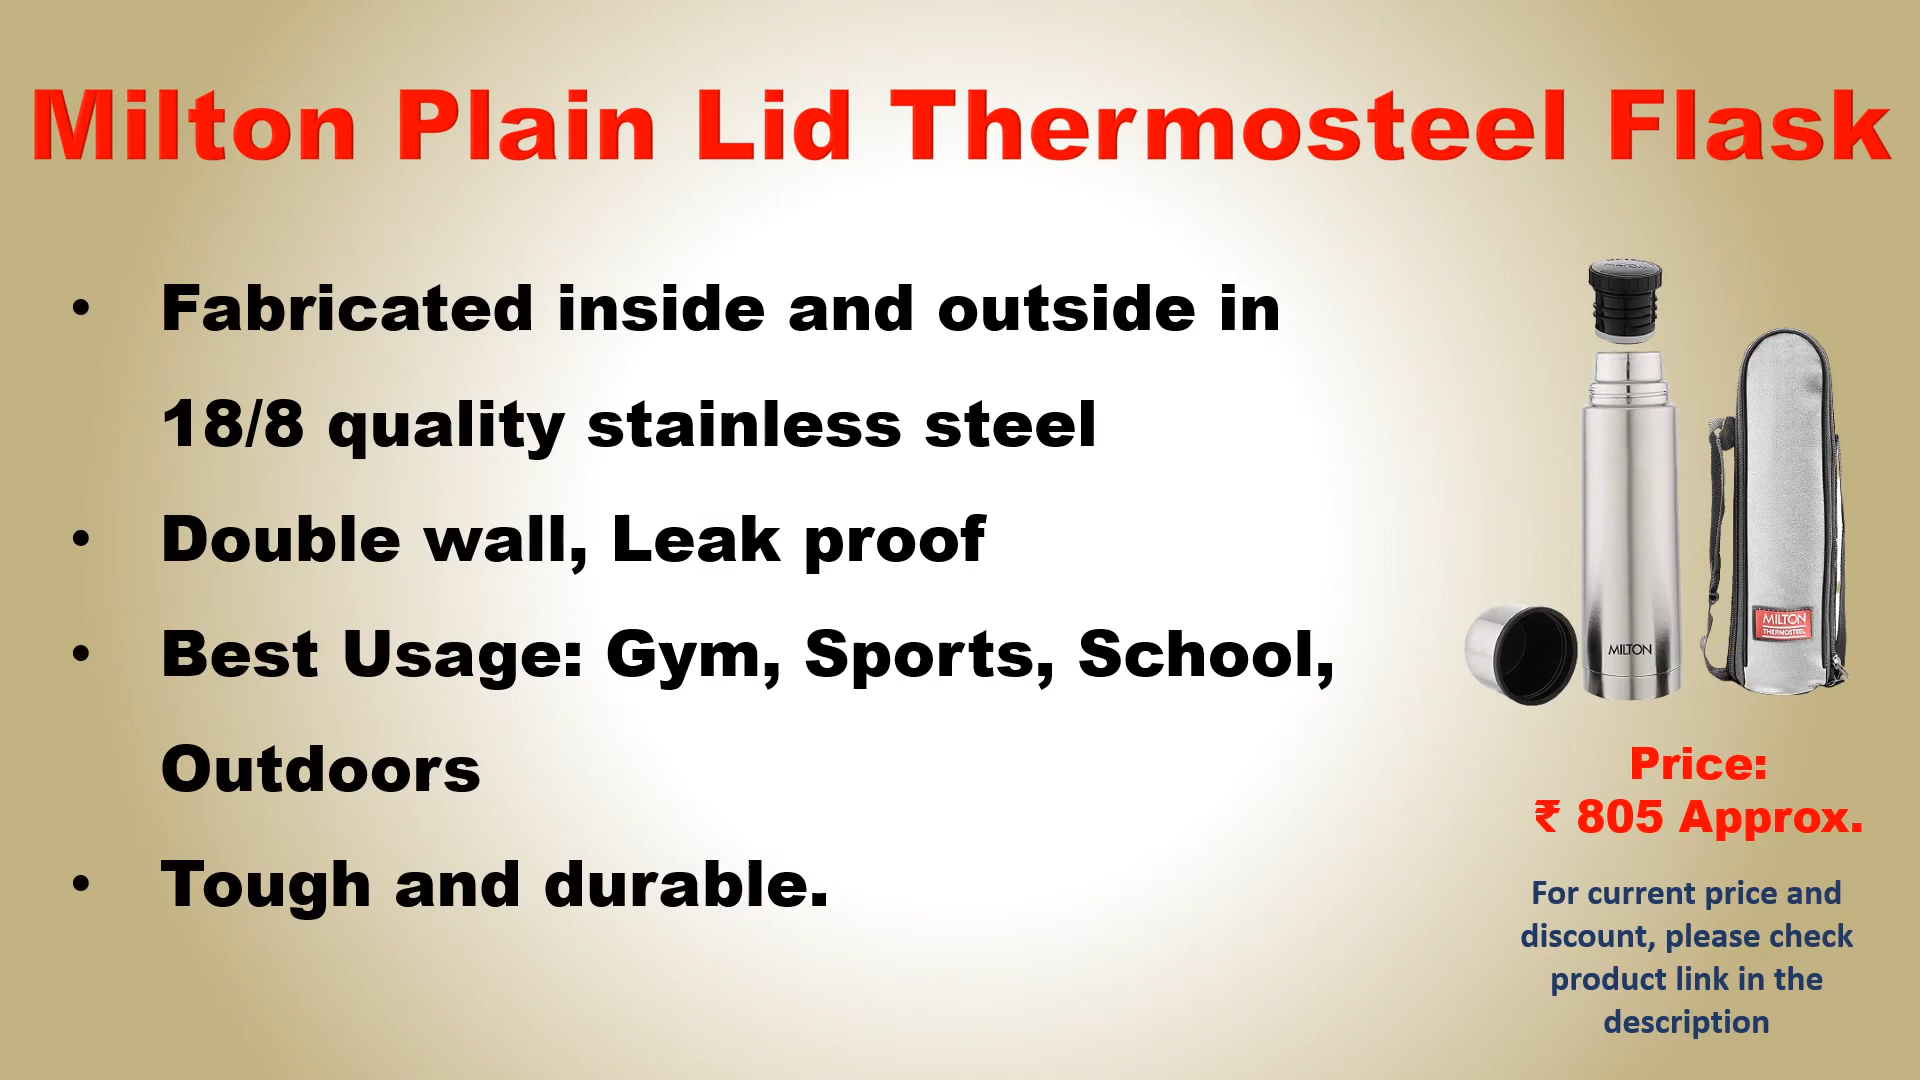 Milton Plain Lid Thermosteel Flask
• Fabricated inside and outside in
18/8 quality stainless steel
• Double wall, Leak proof
• Best Usage: Gym, Sports, School,
Outdoors
• Tough and durable.
MILTON
MILTON
MILTON
THERMOSTEEL
Price:
₹ 805 Approx.
For current price and
discount, please check
product link in the
description